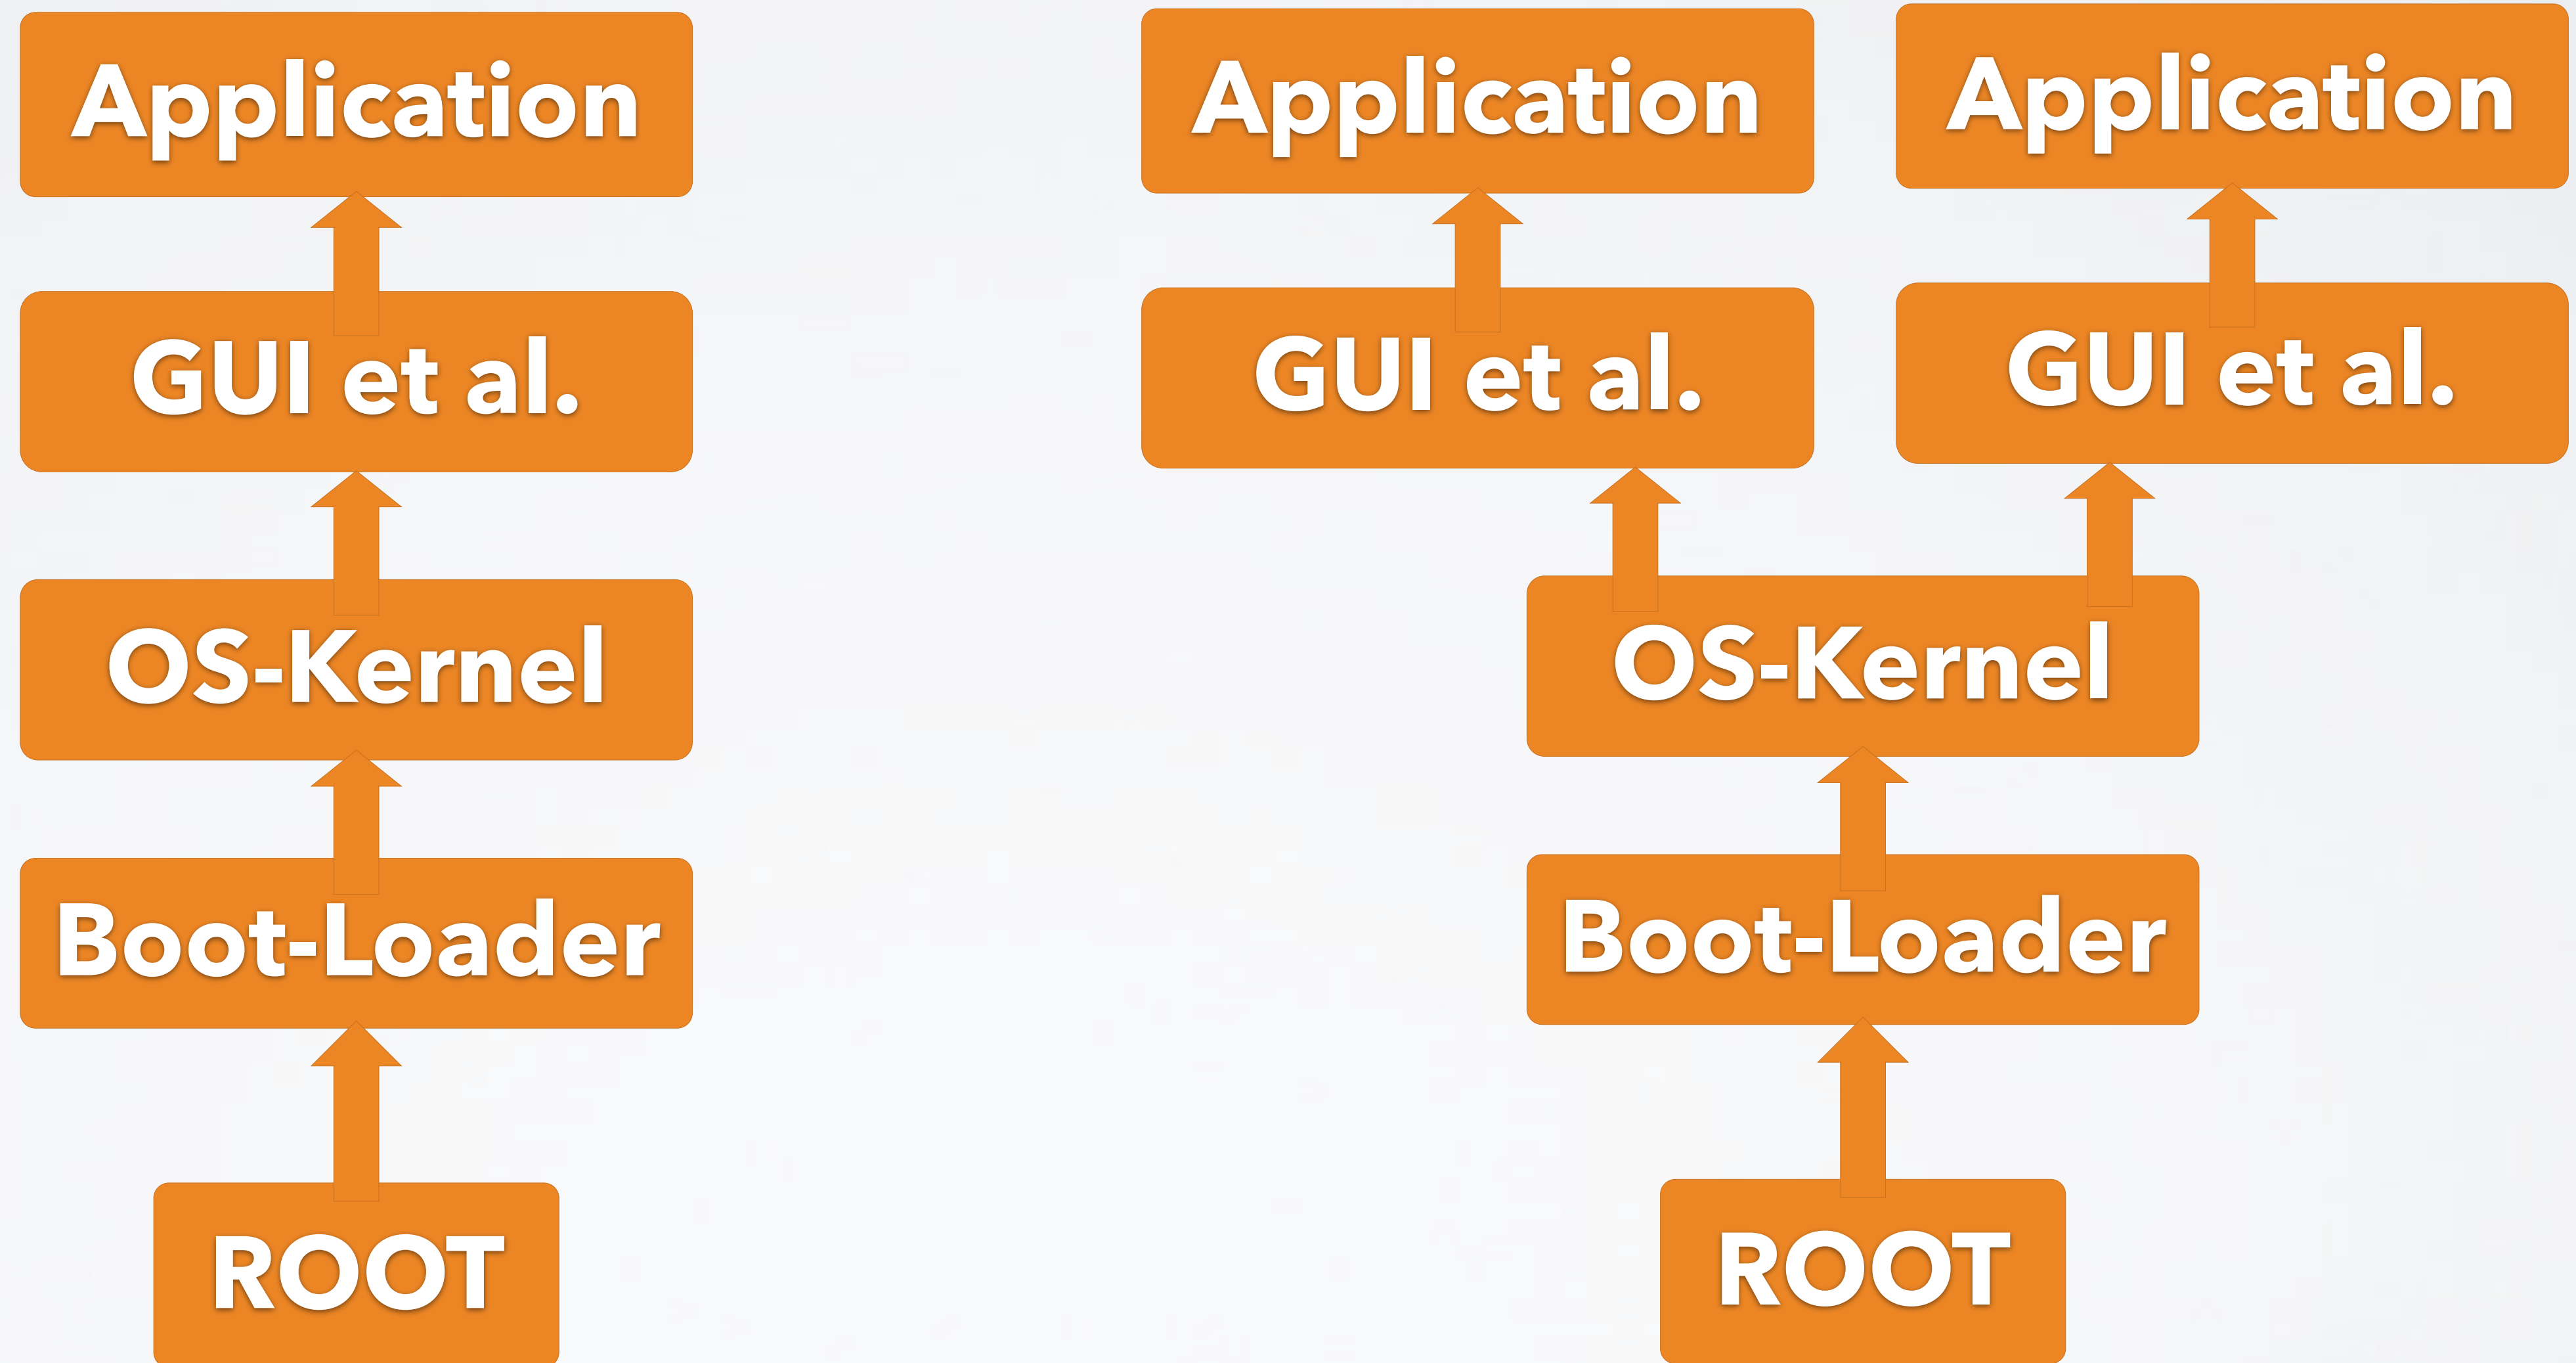 Application
GUI et al.
OS-Kernel
Boot-Loader
ROOT
Application
Application
GUI et al.
GUI et al.
OS-Kernel
Boot-Loader
ROOT